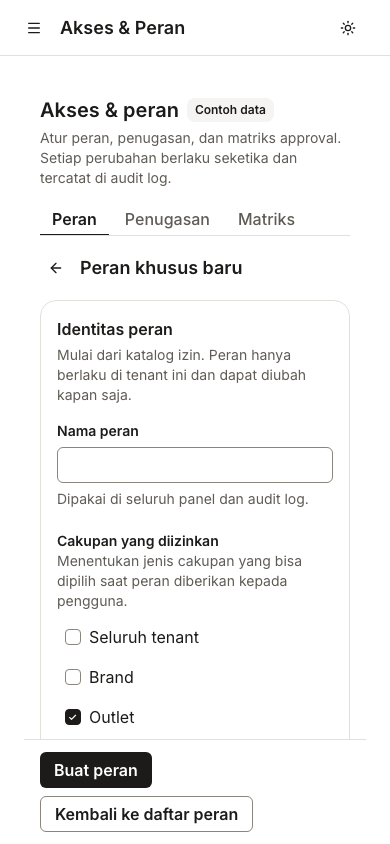 Akses & Peran
Akses & peran
Contoh data
Atur peran, penugasan, dan matriks approval.
Setiap perubahan berlaku seketika dan
tercatat di audit log.
Peran
Penugasan
Matriks
Peran khusus baru
Identitas peran
Mulai dari katalog izin. Peran hanya
berlaku di tenant ini dan dapat diubah
kapan saja.
Nama peran
Dipakai di seluruh panel dan audit log.
Cakupan yang diizinkan
Menentukan jenis cakupan yang bisa
dipilih saat peran diberikan kepada
pengguna.
Seluruh tenant
Brand
Outlet
Buat peran
Kembali ke daftar peran